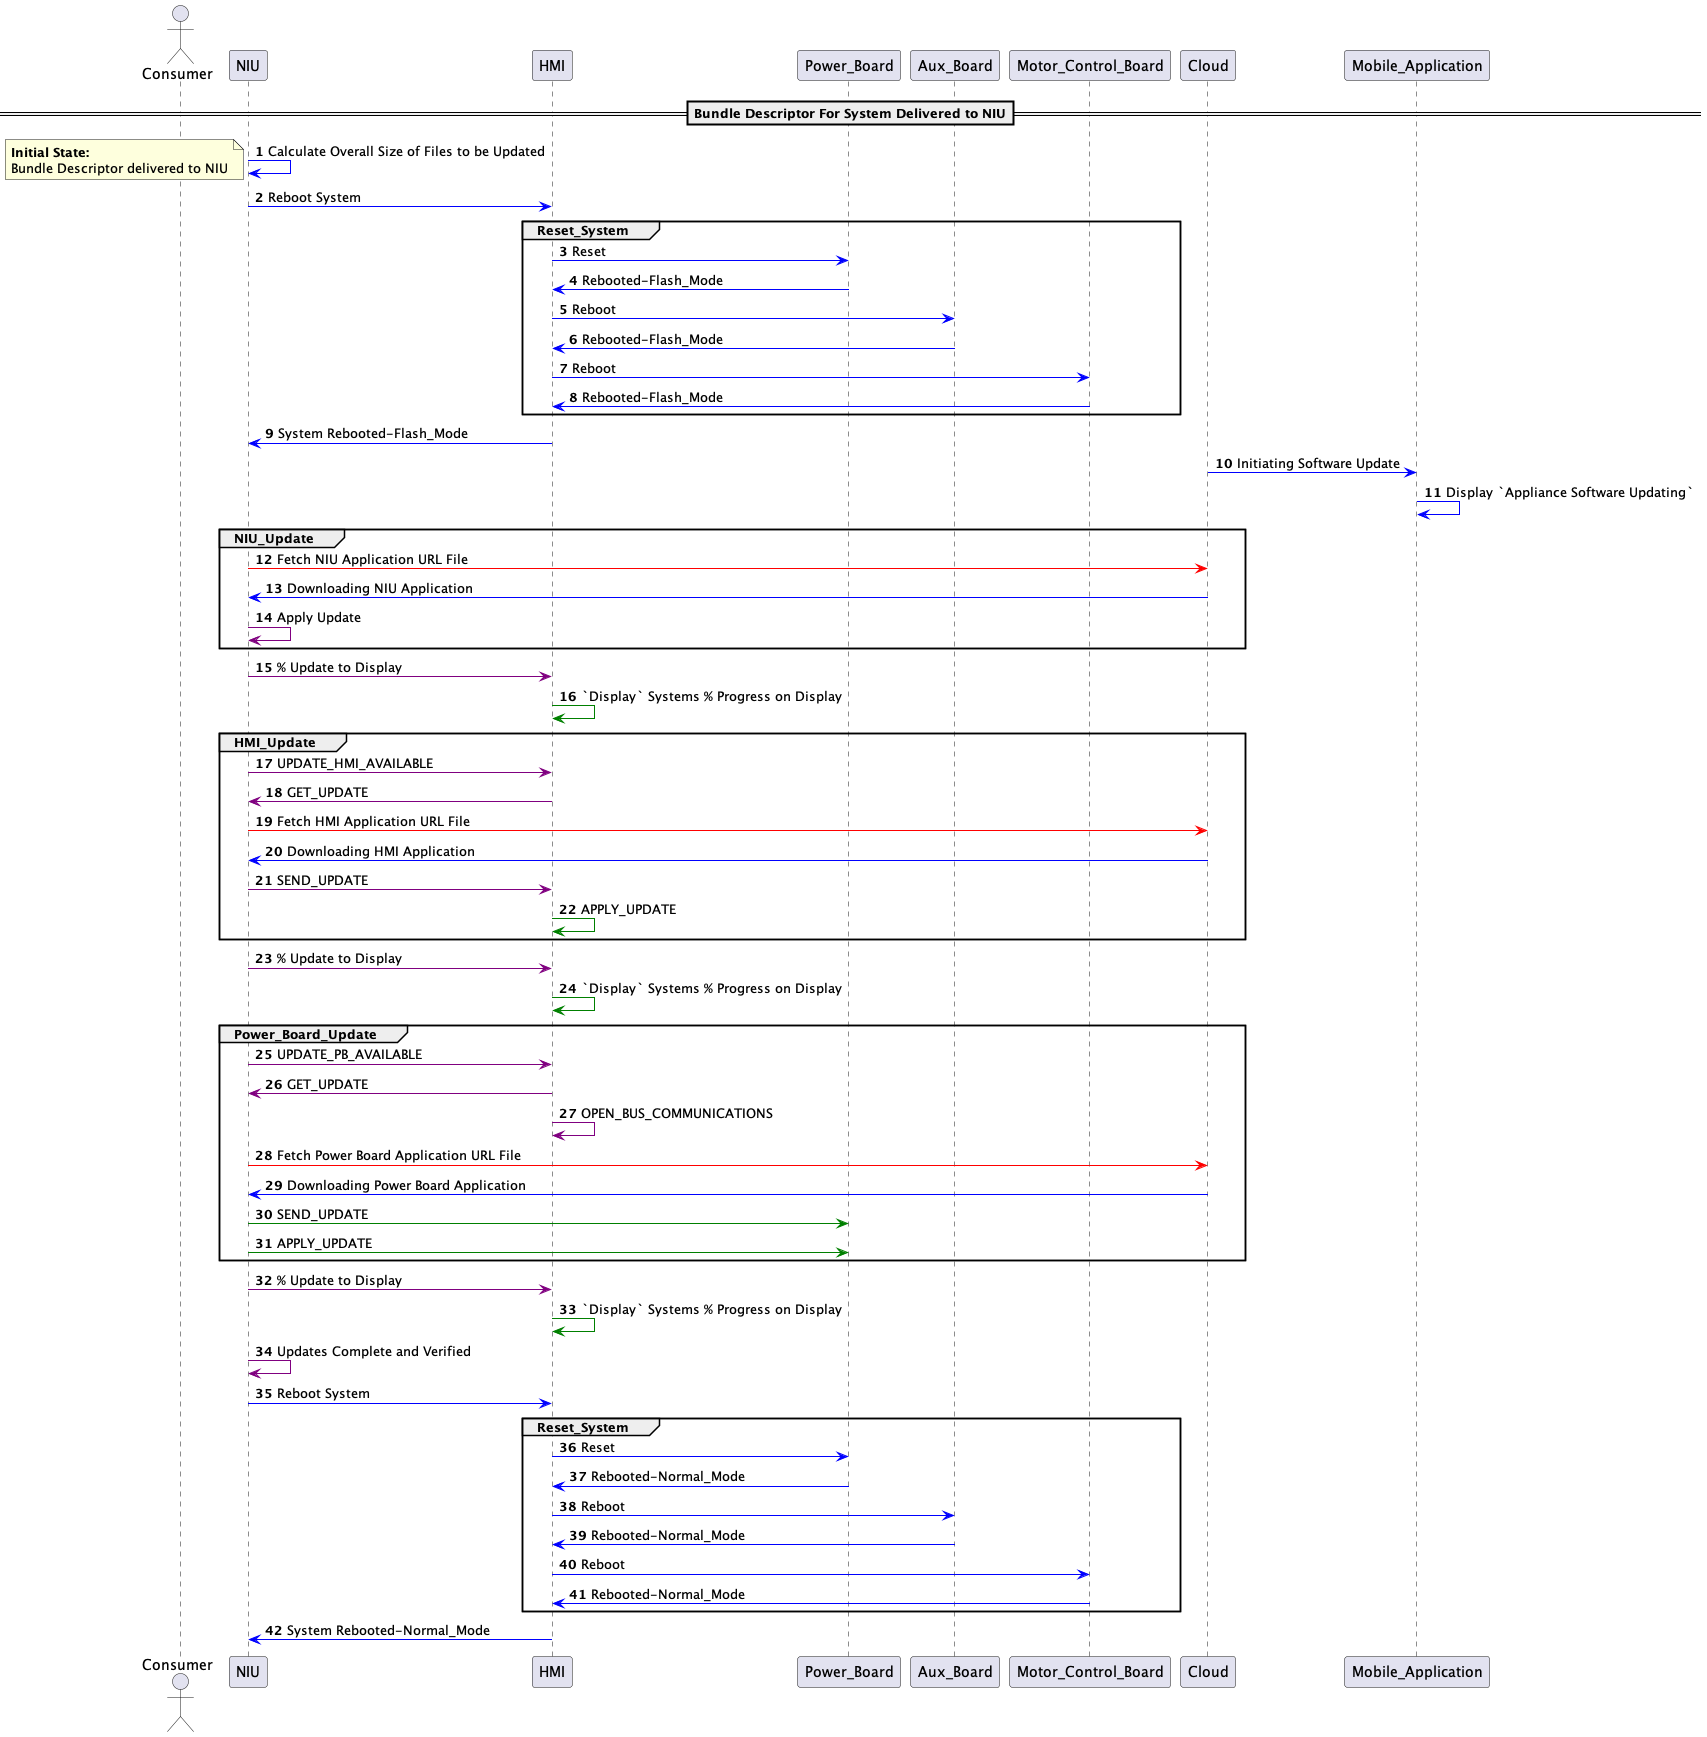 Consumer
NIU
HMI
Power_Board
Aux_Board
Motor_Control_Board
Cloud
Mobile_Application
Bundle Descriptor For System Delivered to NIU
Initial State:
Bundle Descriptor delivered to NIU
1 Calculate Overall Size of Files to be Updated
2 Reboot System
Reset_System
3 Reset
4 Rebooted-Flash_Mode
5 Reboot
6 Rebooted-Flash_Mode
7 Reboot
8 Rebooted-Flash_Mode
9 System Rebooted-Flash_Mode
10 Initiating Software Update
11 Display `Appliance Software Updating`
NIU_Update
12 Fetch NIU Application URL File
13 Downloading NIU Application
14 Apply Update
15 % Update to Display
16 `Display` Systems % Progress on Display
HMI_Update
17 UPDATE_HMI_AVAILABLE
18 GET_UPDATE
19 Fetch HMI Application URL File
20 Downloading HMI Application
21 SEND_UPDATE
22 APPLY_UPDATE
23 % Update to Display
24 `Display` Systems % Progress on Display
Power_Board_Update
25 UPDATE_PB_AVAILABLE
26 GET_UPDATE
27 OPEN_BUS_COMMUNICATIONS
28 Fetch Power Board Application URL File
29 Downloading Power Board Application
30 SEND_UPDATE
31 APPLY_UPDATE
32 % Update to Display
33 `Display` Systems % Progress on Display
34 Updates Complete and Verified
35 Reboot System
Reset_System
36 Reset
37 Rebooted-Normal_Mode
38 Reboot
39 Rebooted-Normal_Mode
40 Reboot
41 Rebooted-Normal_Mode
42 System Rebooted-Normal_Mode
Consumer
NIU
HMI
Power_Board
Aux_Board
Motor_Control_Board
Cloud
Mobile_Application